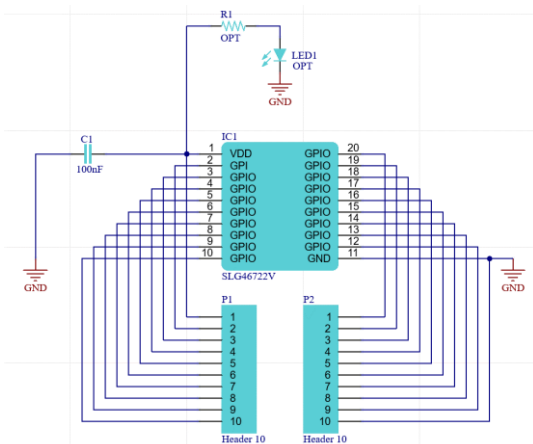 R1
OPT
LED1
OPT
GND
C1
100nF
IC1
1 VDD GPIO 20
2 GPI GPIO 19
3 GPIO GPIO 18
4 GPIO GPIO 17
5 GPIO GPIO 16
6 GPIO GPIO 15
7 GPIO GPIO 14
8 GPIO GPIO 13
9 GPIO GPIO 12
10 GPIO GND 11
SLG46722V
GND
GND
P1 P2
1 1
2 2
3 3
4 4
5 5
6 6
7 7
8 8
9 9
10 10
Header 10 Header 10